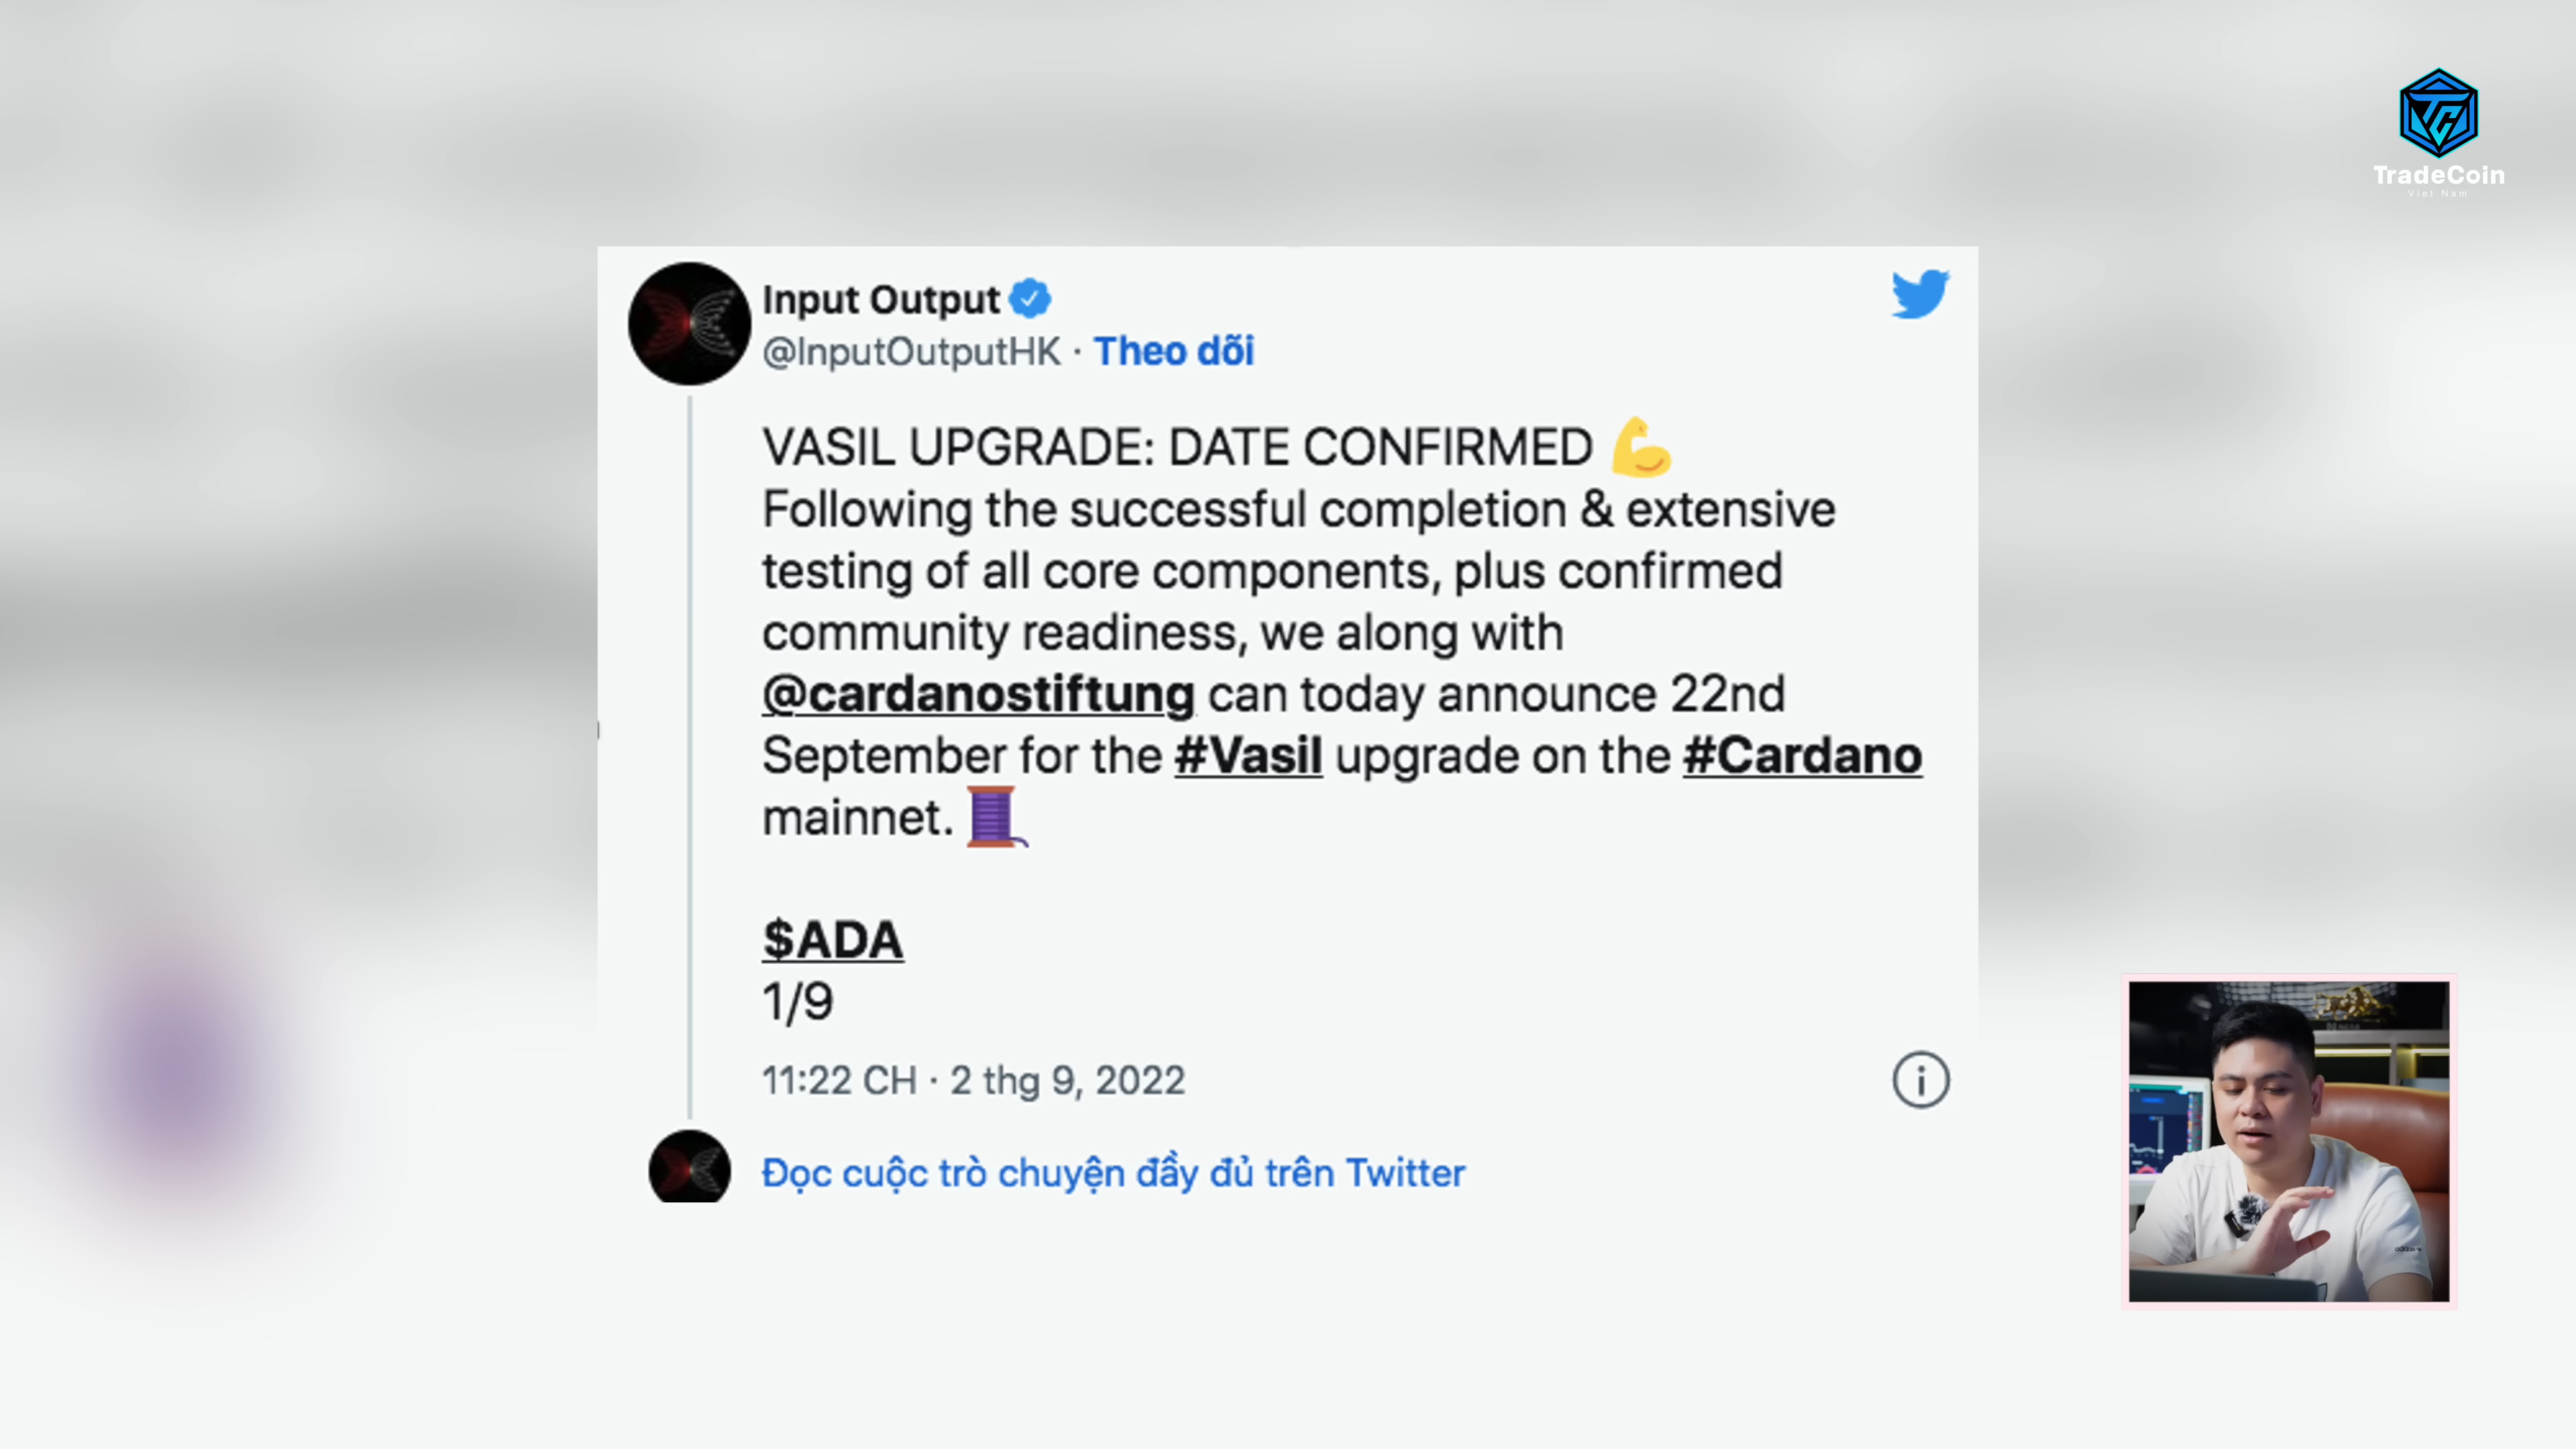 TradeCoin
Viet Nam
Input Output
@InputOutputHK · Theo dõi
VASIL UPGRADE: DATE CONFIRMED 💪
Following the successful completion & extensive
testing of all core components, plus confirmed
community readiness, we along with
@cardanostiftung can today announce 22nd
September for the #Vasil upgrade on the #Cardano
mainnet. 🧵
$ADA
1/9
11:22 CH · 2 thg 9, 2022
Đọc cuộc trò chuyện đầy đủ trên Twitter
adidas